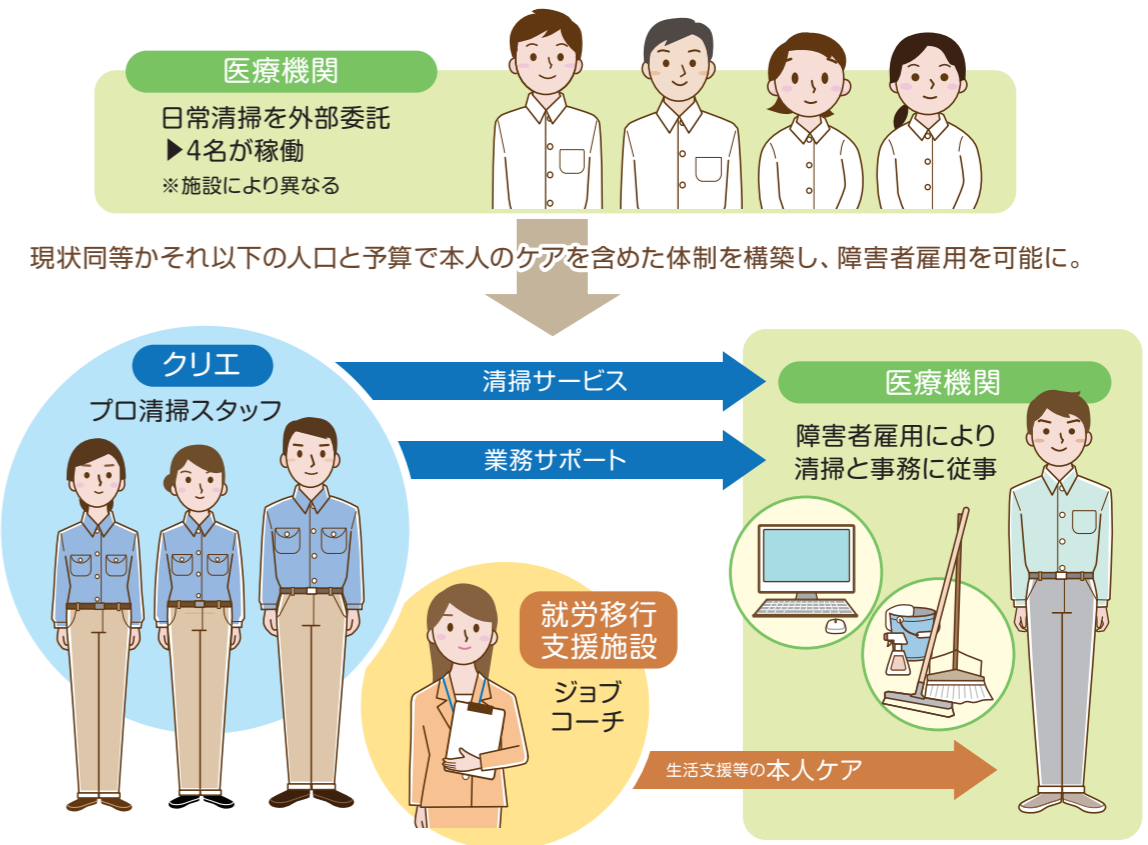 医療機関
日常清掃を外部委託
▶4名が稼働
※施設により異なる
現状同等かそれ以下の人口と予算で本人のケアを含めた体制を構築し、障害者雇用を可能に。
クリエ
プロ清掃スタッフ
清掃サービス
業務サポート
医療機関
障害者雇用により
清掃と事務に従事
就労移行
支援施設
ジョブ
コーチ
生活支援等の本人ケア